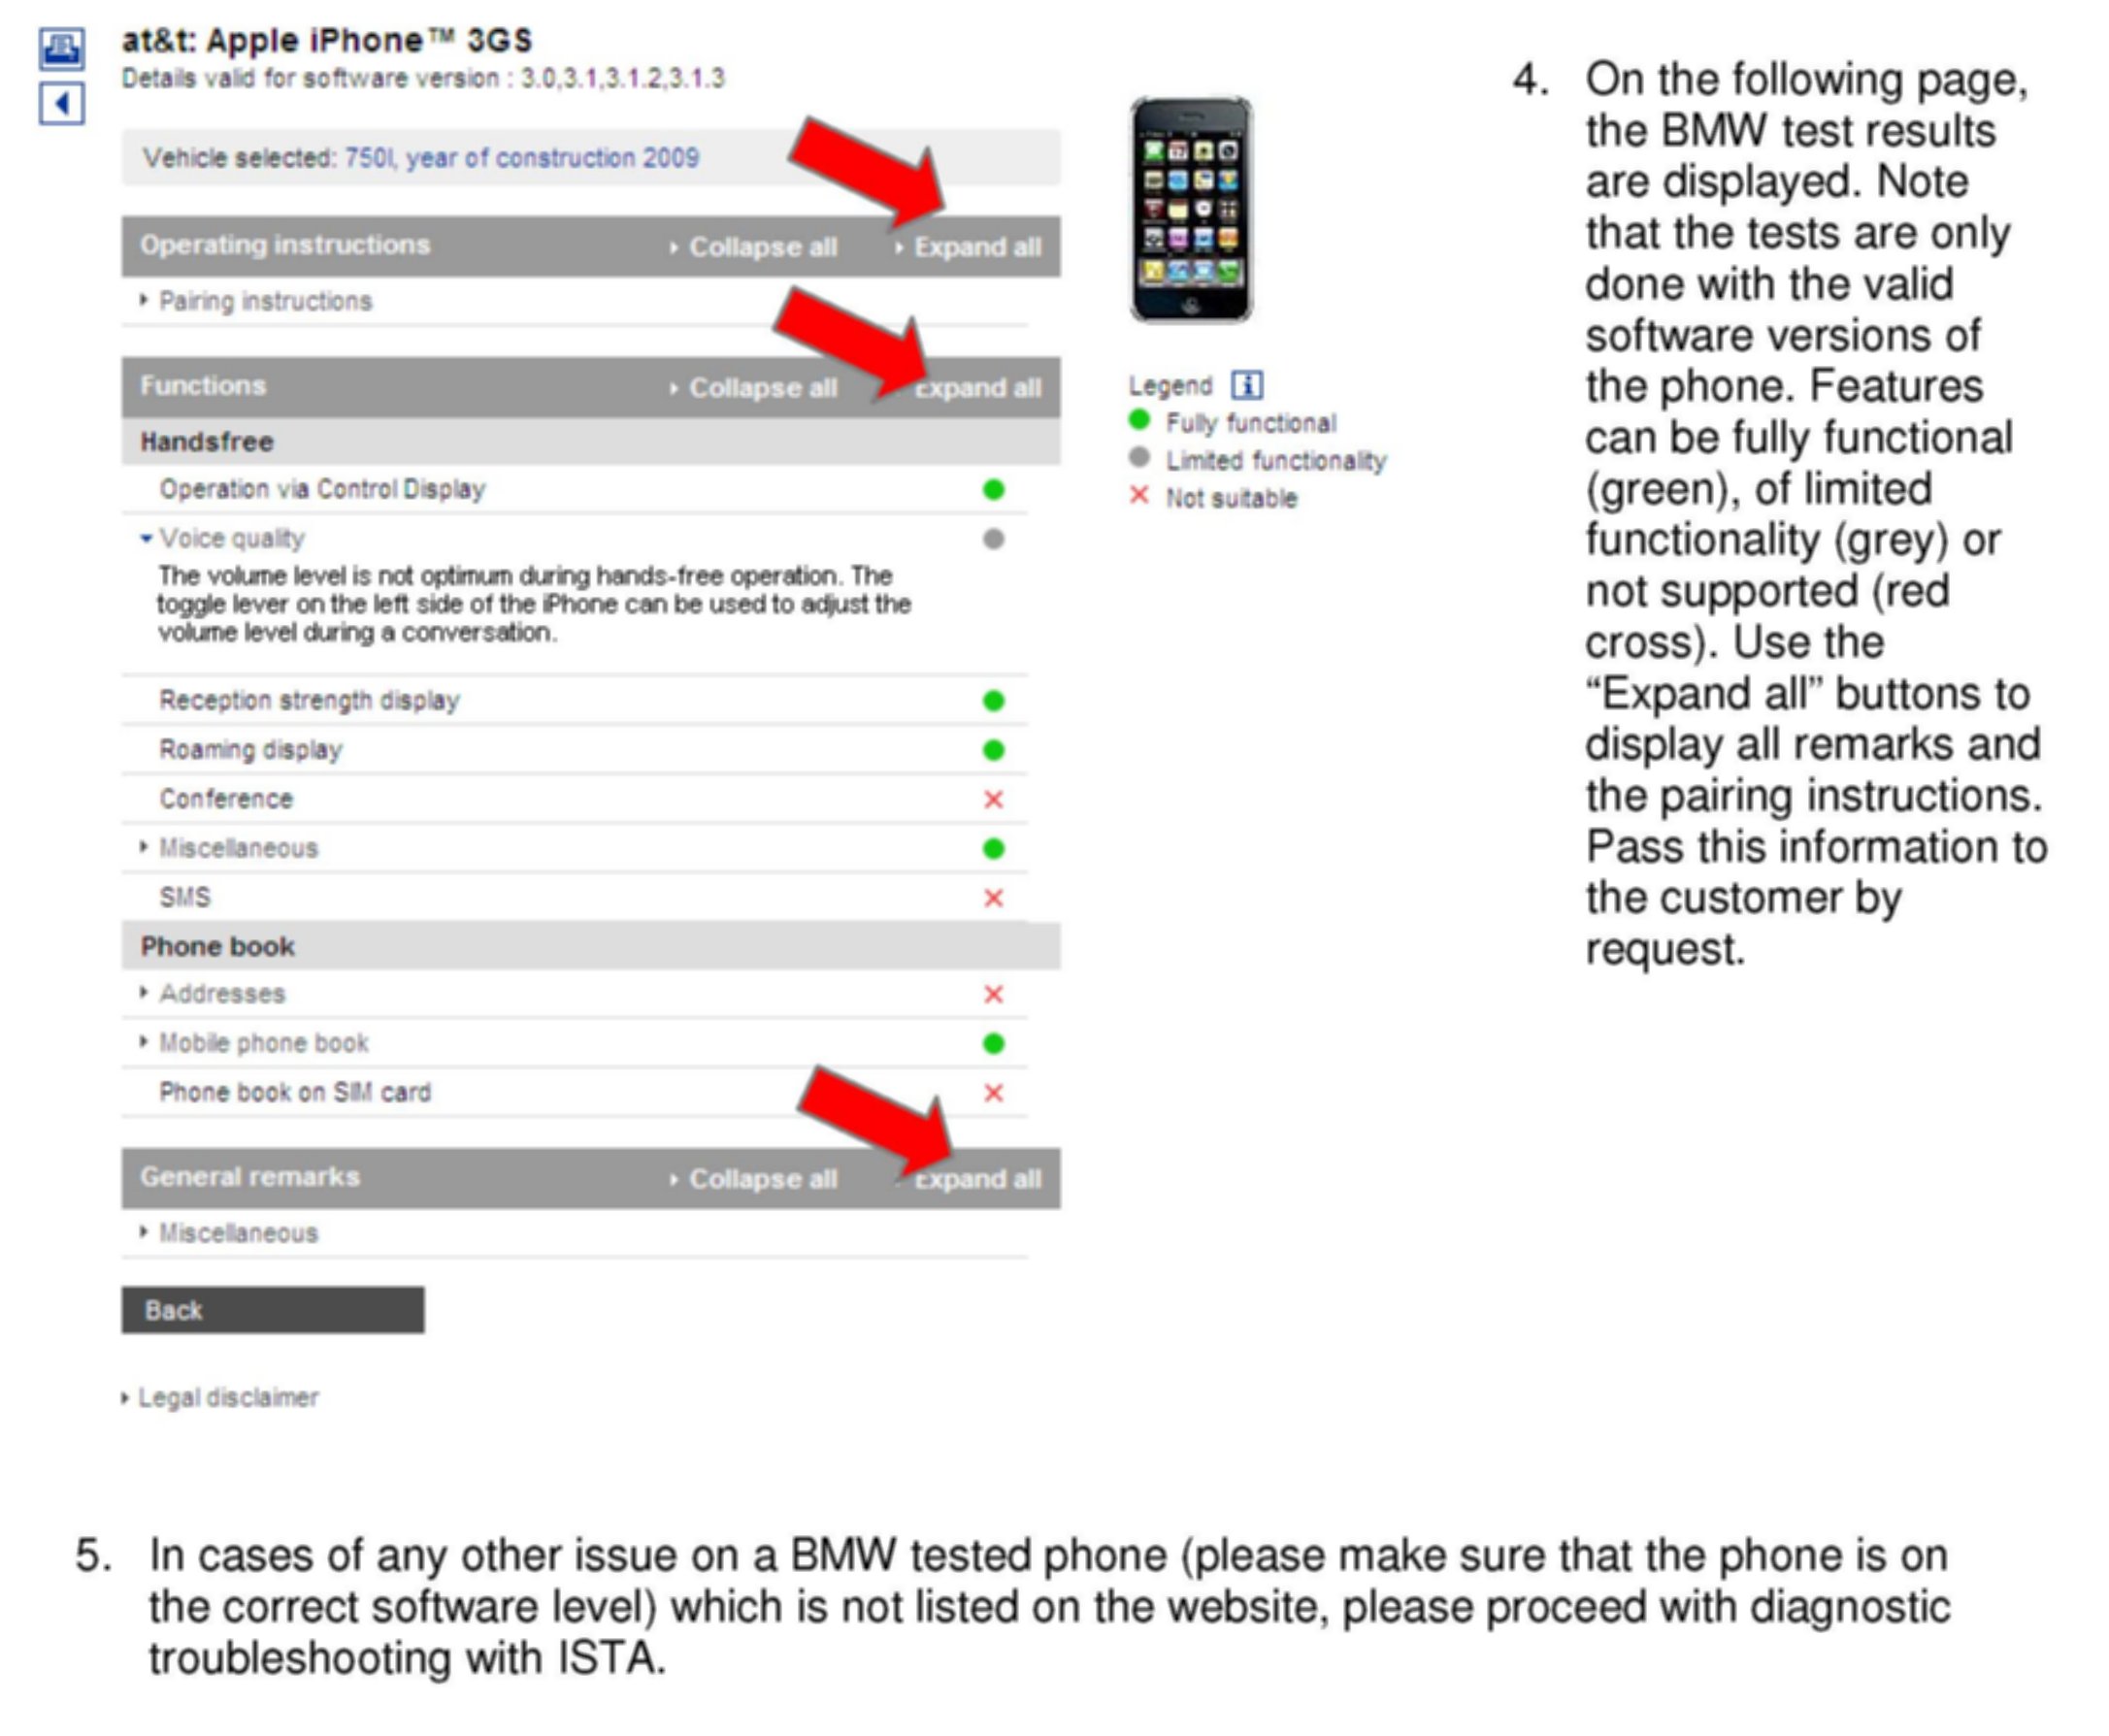 at&t: Apple iPhone™ 3GS
Details valid for software version : 3.0,3.1,3.1.2,3.1.3
Vehicle selected: 750i, year of construction 2009
Operating instructions Collapse all Expand all
Pairing instructions
Functions Collapse all Expand all
Handsfree
Operation via Control Display
Voice quality
The volume level is not optimum during hands-free operation. The
toggle lever on the left side of the iPhone can be used to adjust the
volume level during a conversation.
Reception strength display
Roaming display
Conference
Miscellaneous
SMS
Phone book
Addresses
Mobile phone book
Phone book on SIM card
General remarks Collapse all Expand all
Miscellaneous
Back
Legal disclaimer
Legend i
Fully functional
Limited functionality
Not suitable
4. On the following page,
the BMW test results
are displayed. Note
that the tests are only
done with the valid
software versions of
the phone. Features
can be fully functional
(green), of limited
functionality (grey) or
not supported (red
cross). Use the
“Expand all” buttons to
display all remarks and
the pairing instructions.
Pass this information to
the customer by
request.
5. In cases of any other issue on a BMW tested phone (please make sure that the phone is on
the correct software level) which is not listed on the website, please proceed with diagnostic
troubleshooting with ISTA.